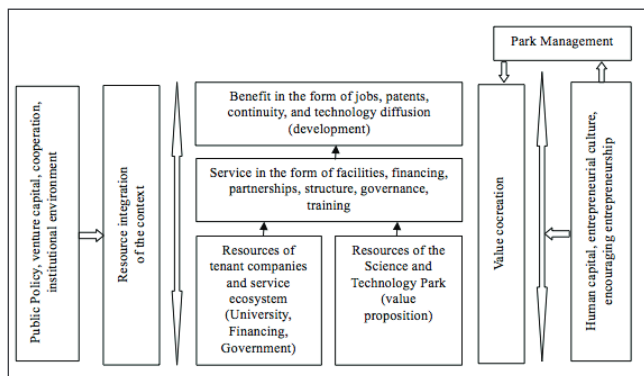 Park Management
Public Policy, venture capital, cooperation,
institutional environment
Resource integration
of the context
Benefit in the form of jobs, patents,
continuity, and technology diffusion
(development)
Service in the form of facilities, financing,
partnerships, structure, governance,
training
Resources of
tenant companies
and service
ecosystem
(University,
Financing,
Government)
Resources of the
Science and
Technology Park
(value
proposition)
Value cocreation
Human capital, entrepreneurial culture,
encouraging entrepreneurship